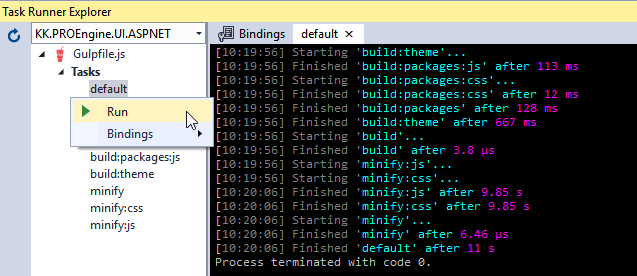 Task Runner Explorer
KK.PROEngine.UI.ASPNET
Gulpfile.js
Tasks
default
Run
Bindings
build:packages:js
build:theme
minify
minify:css
minify:js
Bindings
default
[10:19:56] Starting 'build:theme'...
[10:19:56] Finished 'build:packages:js' after 113 ms
[10:19:56] Starting 'build:packages:css'...
[10:19:56] Finished 'build:packages:css' after 12 ms
[10:19:56] Finished 'build:packages' after 128 ms
[10:19:56] Finished 'build:theme' after 667 ms
[10:19:56] Starting 'build'...
[10:19:56] Finished 'build' after 3.8 μs
[10:19:56] Starting 'minify:js'...
[10:19:56] Starting 'minify:css'...
[10:20:06] Finished 'minify:js' after 9.85 s
[10:20:06] Finished 'minify:css' after 9.85 s
[10:20:06] Starting 'minify'...
[10:20:06] Finished 'minify' after 6.46 μs
[10:20:06] Finished 'default' after 11 s
Process terminated with code 0.